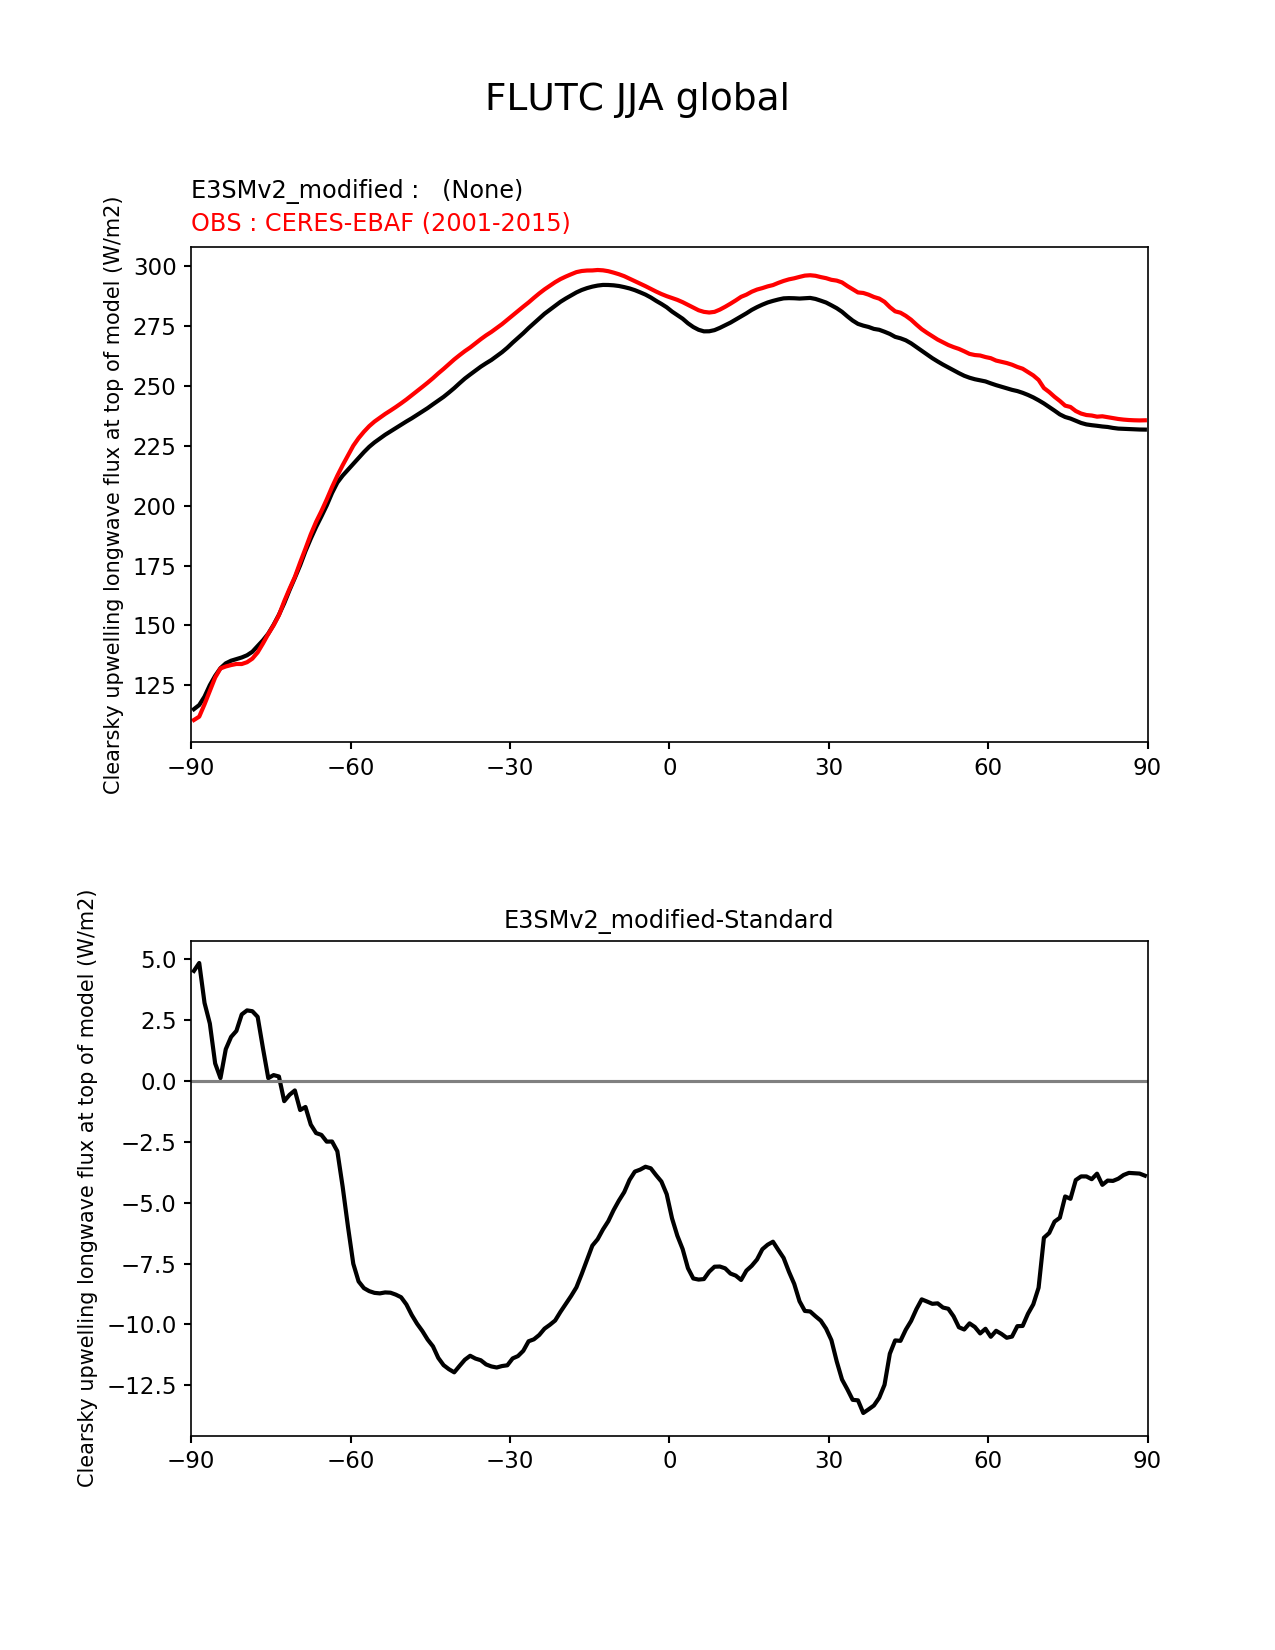 FLUTC JJA global
E3SMv2_modified :   (None)
OBS : CERES-EBAF (2001-2015)
Clearsky upwelling longwave flux at top of model (W/m2)
300
275
250
225
200
175
150
125
−90 −60 −30 0 30 60 90
E3SMv2_modified-Standard
Clearsky upwelling longwave flux at top of model (W/m2)
5.0
2.5
0.0
−2.5
−5.0
−7.5
−10.0
−12.5
−90 −60 −30 0 30 60 90